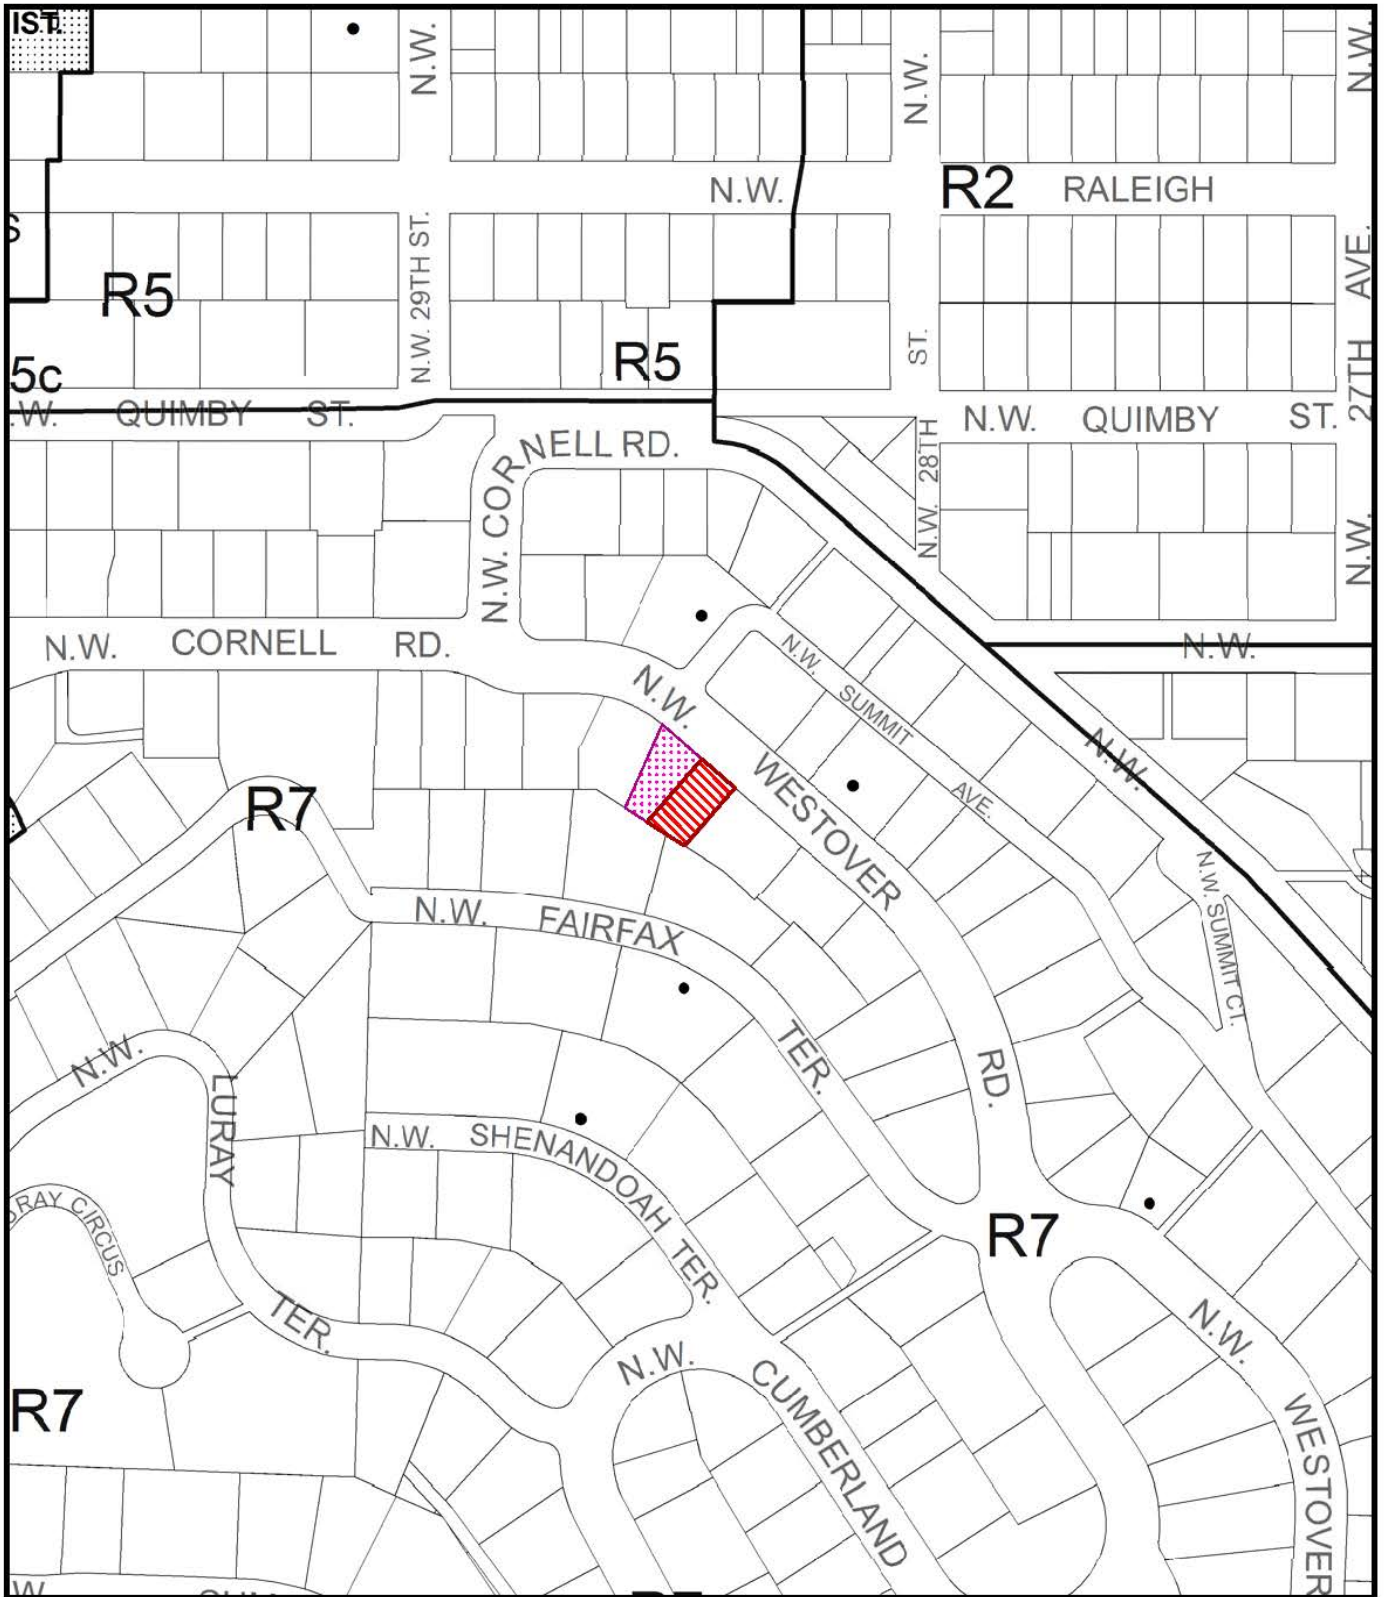 IST.
N.W.
N.W.
N.W.
N.W.
R2
RALEIGH
S
N.W. 29TH ST.
R5
R5
ST.
27TH AVE.
5c
.W. QUIMBY ST.
N.W. QUIMBY ST.
N.W. CORNELL RD.
N.W. 28TH
N.W.
N.W. CORNELL RD.
N.W.
N.W. SUMMIT AVE.
N.W. WESTOVER RD.
N.W.
R7
N.W. SUMMIT CT.
N.W. FAIRFAX TER.
N.W. LURAY TER.
N.W. SHENANDOAH TER.
RAY CIRCUS
R7
N.W. CUMBERLAND
N.W. WESTOVER
R7
W